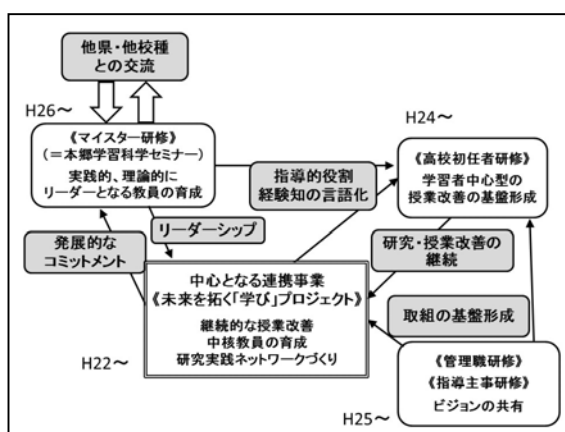 他県・他校種
との交流
H26～
《マイスター研修》
(=本郷学習科学セミナー)
実践的、理論的に
リーダーとなる教員の育成
H24～
《高校初任者研修》
学習者中心型の
授業改善の基盤形成
指導的役割
経験知の言語化
リーダーシップ
発展的な
コミットメント
研究・授業改善の
継続
中心となる連携事業
《未来を拓く「学び」プロジェクト》
継続的な授業改善
中核教員の育成
研究実践ネットワークづくり
H22～
取組の基盤形成
《管理職研修》
《指導主事研修》
ビジョンの共有
H25～